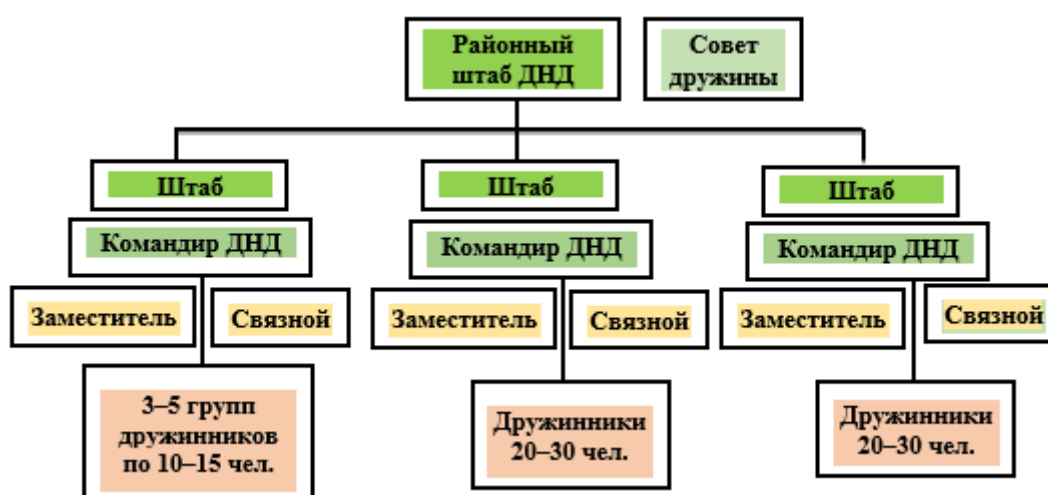 Районный
штаб ДНД
Совет
дружины
Штаб
Штаб
Штаб
Командир ДНД
Командир ДНД
Командир ДНД
Заместитель
Связной
Заместитель
Связной
Заместитель
Связной
3–5 групп
дружинников
по 10–15 чел.
Дружинники
20–30 чел.
Дружинники
20–30 чел.